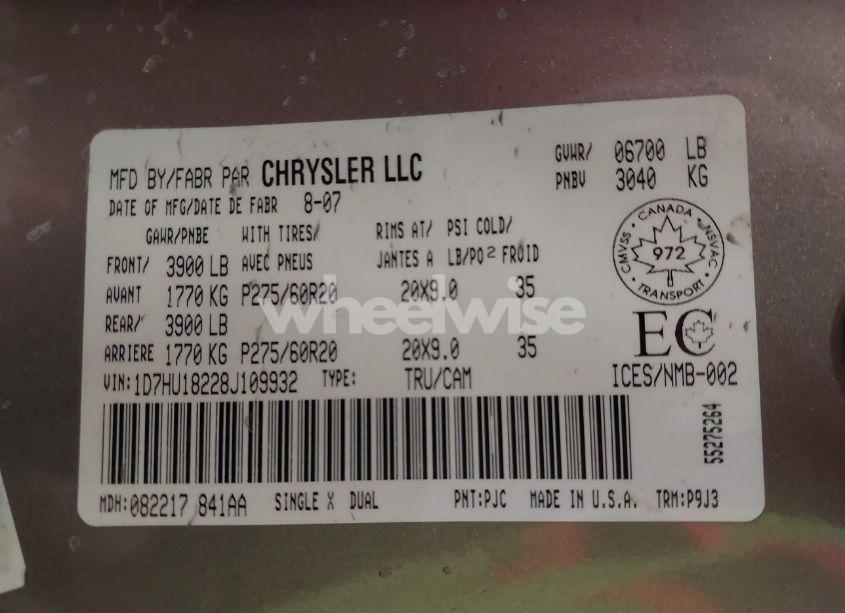 MFD BY/FABR PAR CHRYSLER LLC
GVWR/ 06700 LB
PNBV 3040 KG
DATE OF MFG/DATE DE FABR 8-07
GAWR/PNBE WITH TIRES/ RIMS AT/ PSI COLD/
FRONT/ 3900 LB AVEC PNEUS JANTES A LB/PO² FROID
AVANT 1770 KG P275/60R20 20X9.0 35
REAR/ 3900 LB
ARRIERE 1770 KG P275/60R20 20X9.0 35
VIN: 1D7HU18228J109932 TYPE: TRU/CAM
CANADA
CMVSS 972 NSVAC
TRANSPORT
EC
ICES/NMB-002
55275264
MDH: 082217 841AA SINGLE X DUAL PNT:PJC MADE IN U.S.A. TRM:P9J3
wheelwise